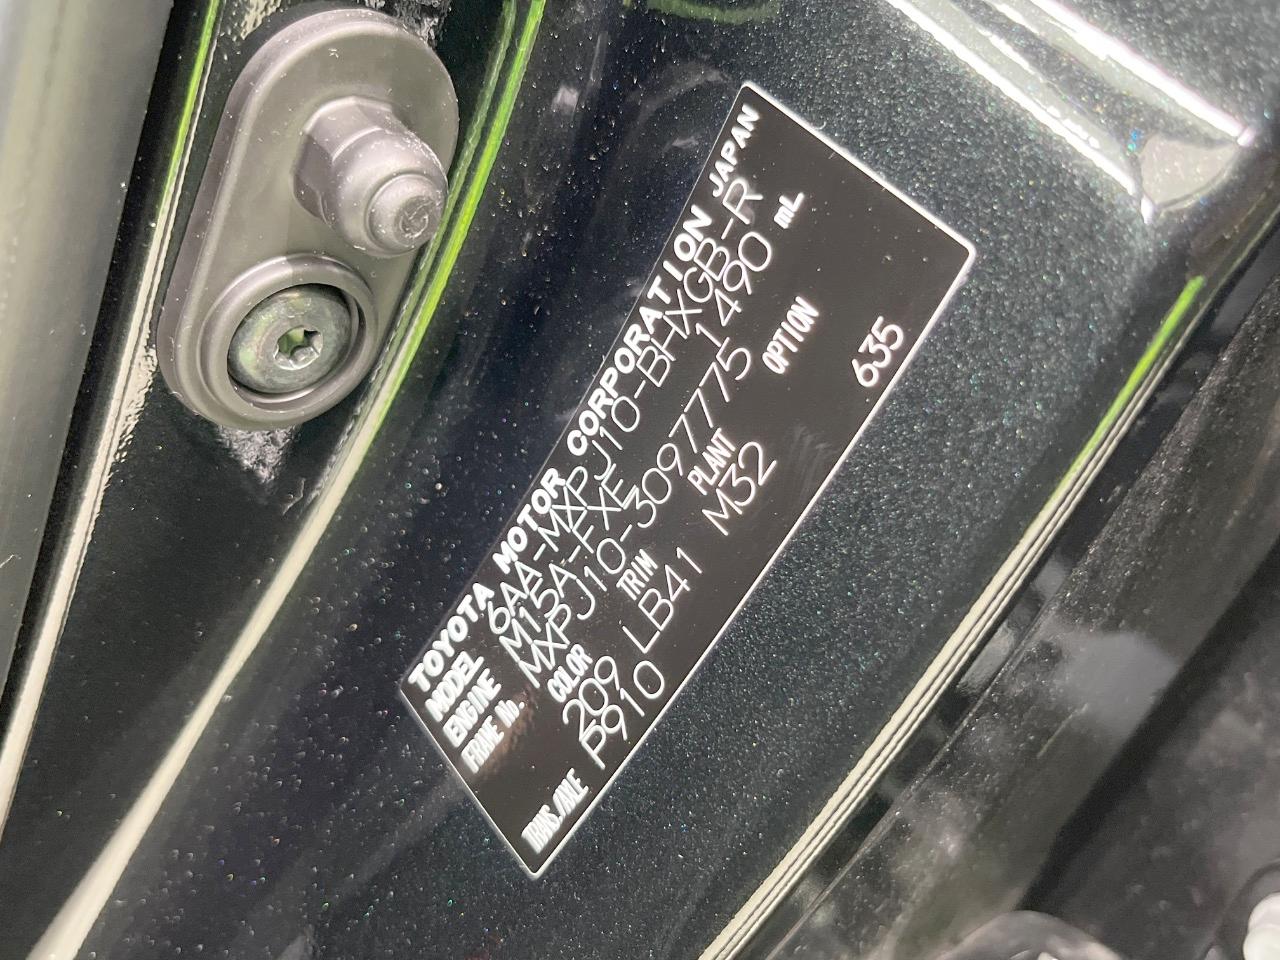 TOYOTA MOTOR CORPORATION JAPAN
MODEL 6AA-MXPJ10-BHXGB-R
ENGINE M15A-FXE 1490 mL
FRAME No. MXPJ10-3097775
COLOR TRIM PLANT OPTION
209 LB41 M32 635
TRANS./AXLE P910